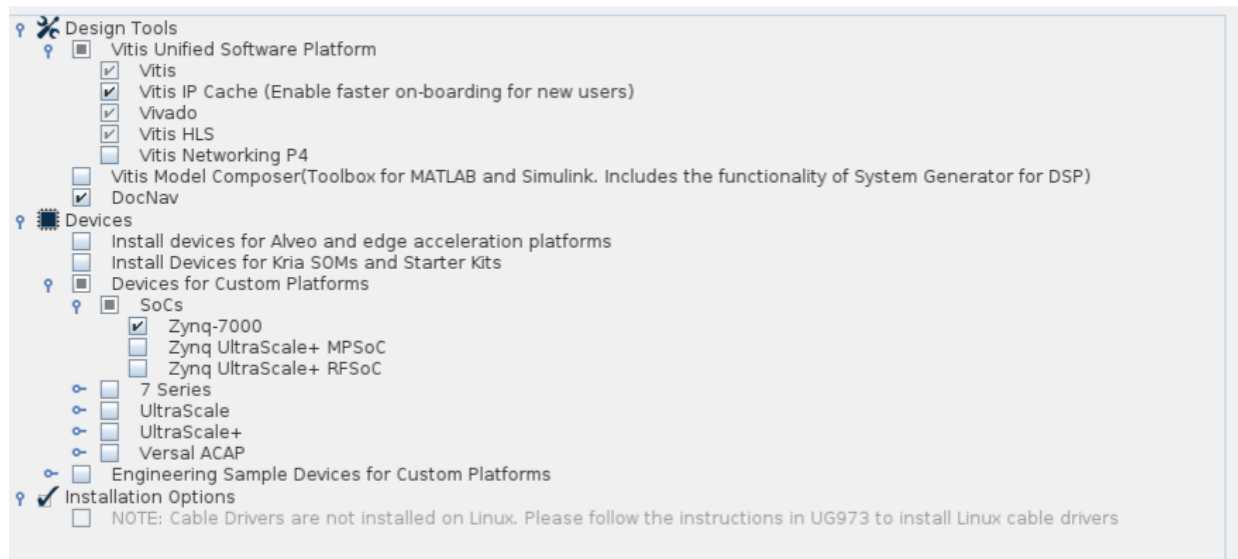 Design Tools
Vitis Unified Software Platform
Vitis
Vitis IP Cache (Enable faster on-boarding for new users)
Vivado
Vitis HLS
Vitis Networking P4
Vitis Model Composer(Toolbox for MATLAB and Simulink. Includes the functionality of System Generator for DSP)
DocNav
Devices
Install devices for Alveo and edge acceleration platforms
Install Devices for Kria SOMs and Starter Kits
Devices for Custom Platforms
SoCs
Zynq-7000
Zynq UltraScale+ MPSoC
Zynq UltraScale+ RFSoC
7 Series
UltraScale
UltraScale+
Versal ACAP
Engineering Sample Devices for Custom Platforms
Installation Options
NOTE: Cable Drivers are not installed on Linux. Please follow the instructions in UG973 to install Linux cable drivers